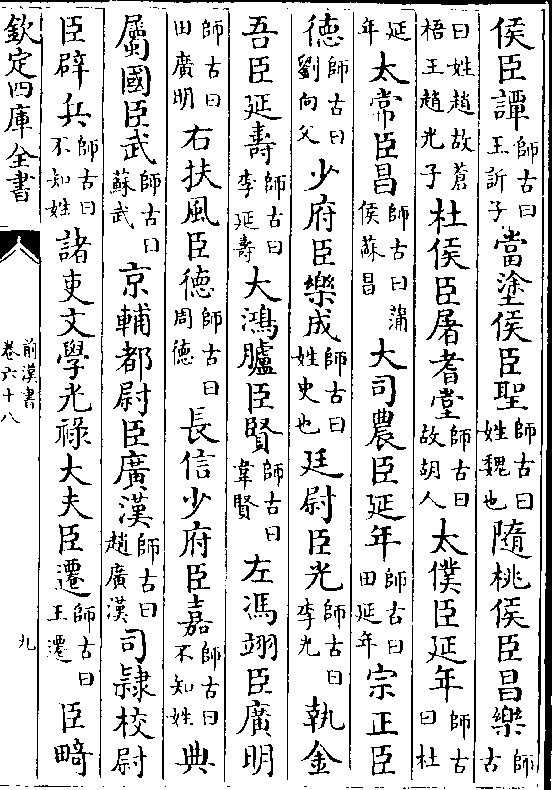 侯臣譚師古曰王訢子當塗侯臣聖師古曰姓魏也隨桃侯臣昌樂師古
曰姓趙故蒼梧王趙光子杜侯臣屠耆堂師古曰故胡人太僕臣延年師古曰杜
延年太常臣昌師古曰蒲侯蘇昌大司農臣延年師古曰田延年宗正臣
德師古曰劉向父少府臣樂成師古曰姓史也廷尉臣光師古曰李光執金
吾臣延壽師古曰李延壽大鴻臚臣賢師古曰韋賢左馮翊臣廣明
師古曰田廣明右扶風臣德師古曰周德長信少府臣嘉師古曰不知姓典
屬國臣武師古曰蘇武京輔都尉臣廣漢師古曰趙廣漢司隸校尉
臣辟兵師古曰不知姓諸吏文學光祿大夫臣遷師古曰王遷臣畸
欽定四庫全書
前漢書
卷六十八
九